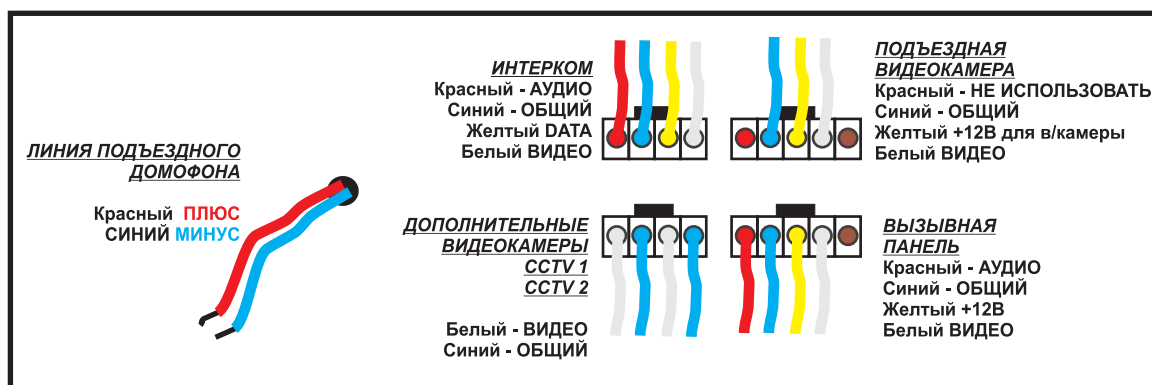 ЛИНИЯ ПОДЪЕЗДНОГО
ДОМОФОНА
Красный ПЛЮС
СИНИЙ МИНУС
ИНТЕРКОМ
Красный - АУДИО
Синий - ОБЩИЙ
Желтый DATA
Белый ВИДЕО
ПОДЪЕЗДНАЯ
ВИДЕОКАМЕРА
Красный - НЕ ИСПОЛЬЗОВАТЬ
Синий - ОБЩИЙ
Желтый +12В для в/камеры
Белый ВИДЕО
ДОПОЛНИТЕЛЬНЫЕ
ВИДЕОКАМЕРЫ
CCTV 1
CCTV 2
Белый - ВИДЕО
Синий - ОБЩИЙ
ВЫЗЫВНАЯ
ПАНЕЛЬ
Красный - АУДИО
Синий - ОБЩИЙ
Желтый +12В
Белый ВИДЕО